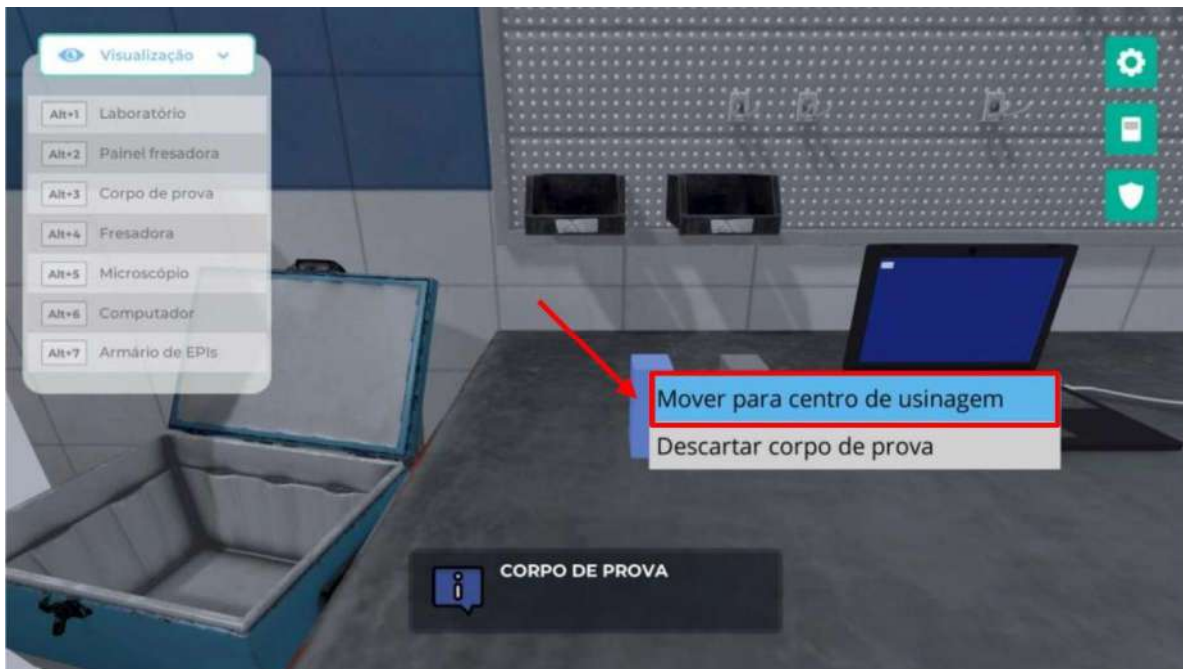 Visualização
Alt+1 Laboratório
Alt+2 Painel fresadora
Alt+3 Corpo de prova
Alt+4 Fresadora
Alt+5 Microscópio
Alt+6 Computador
Alt+7 Armário de EPIs
Mover para centro de usinagem
Descartar corpo de prova
CORPO DE PROVA